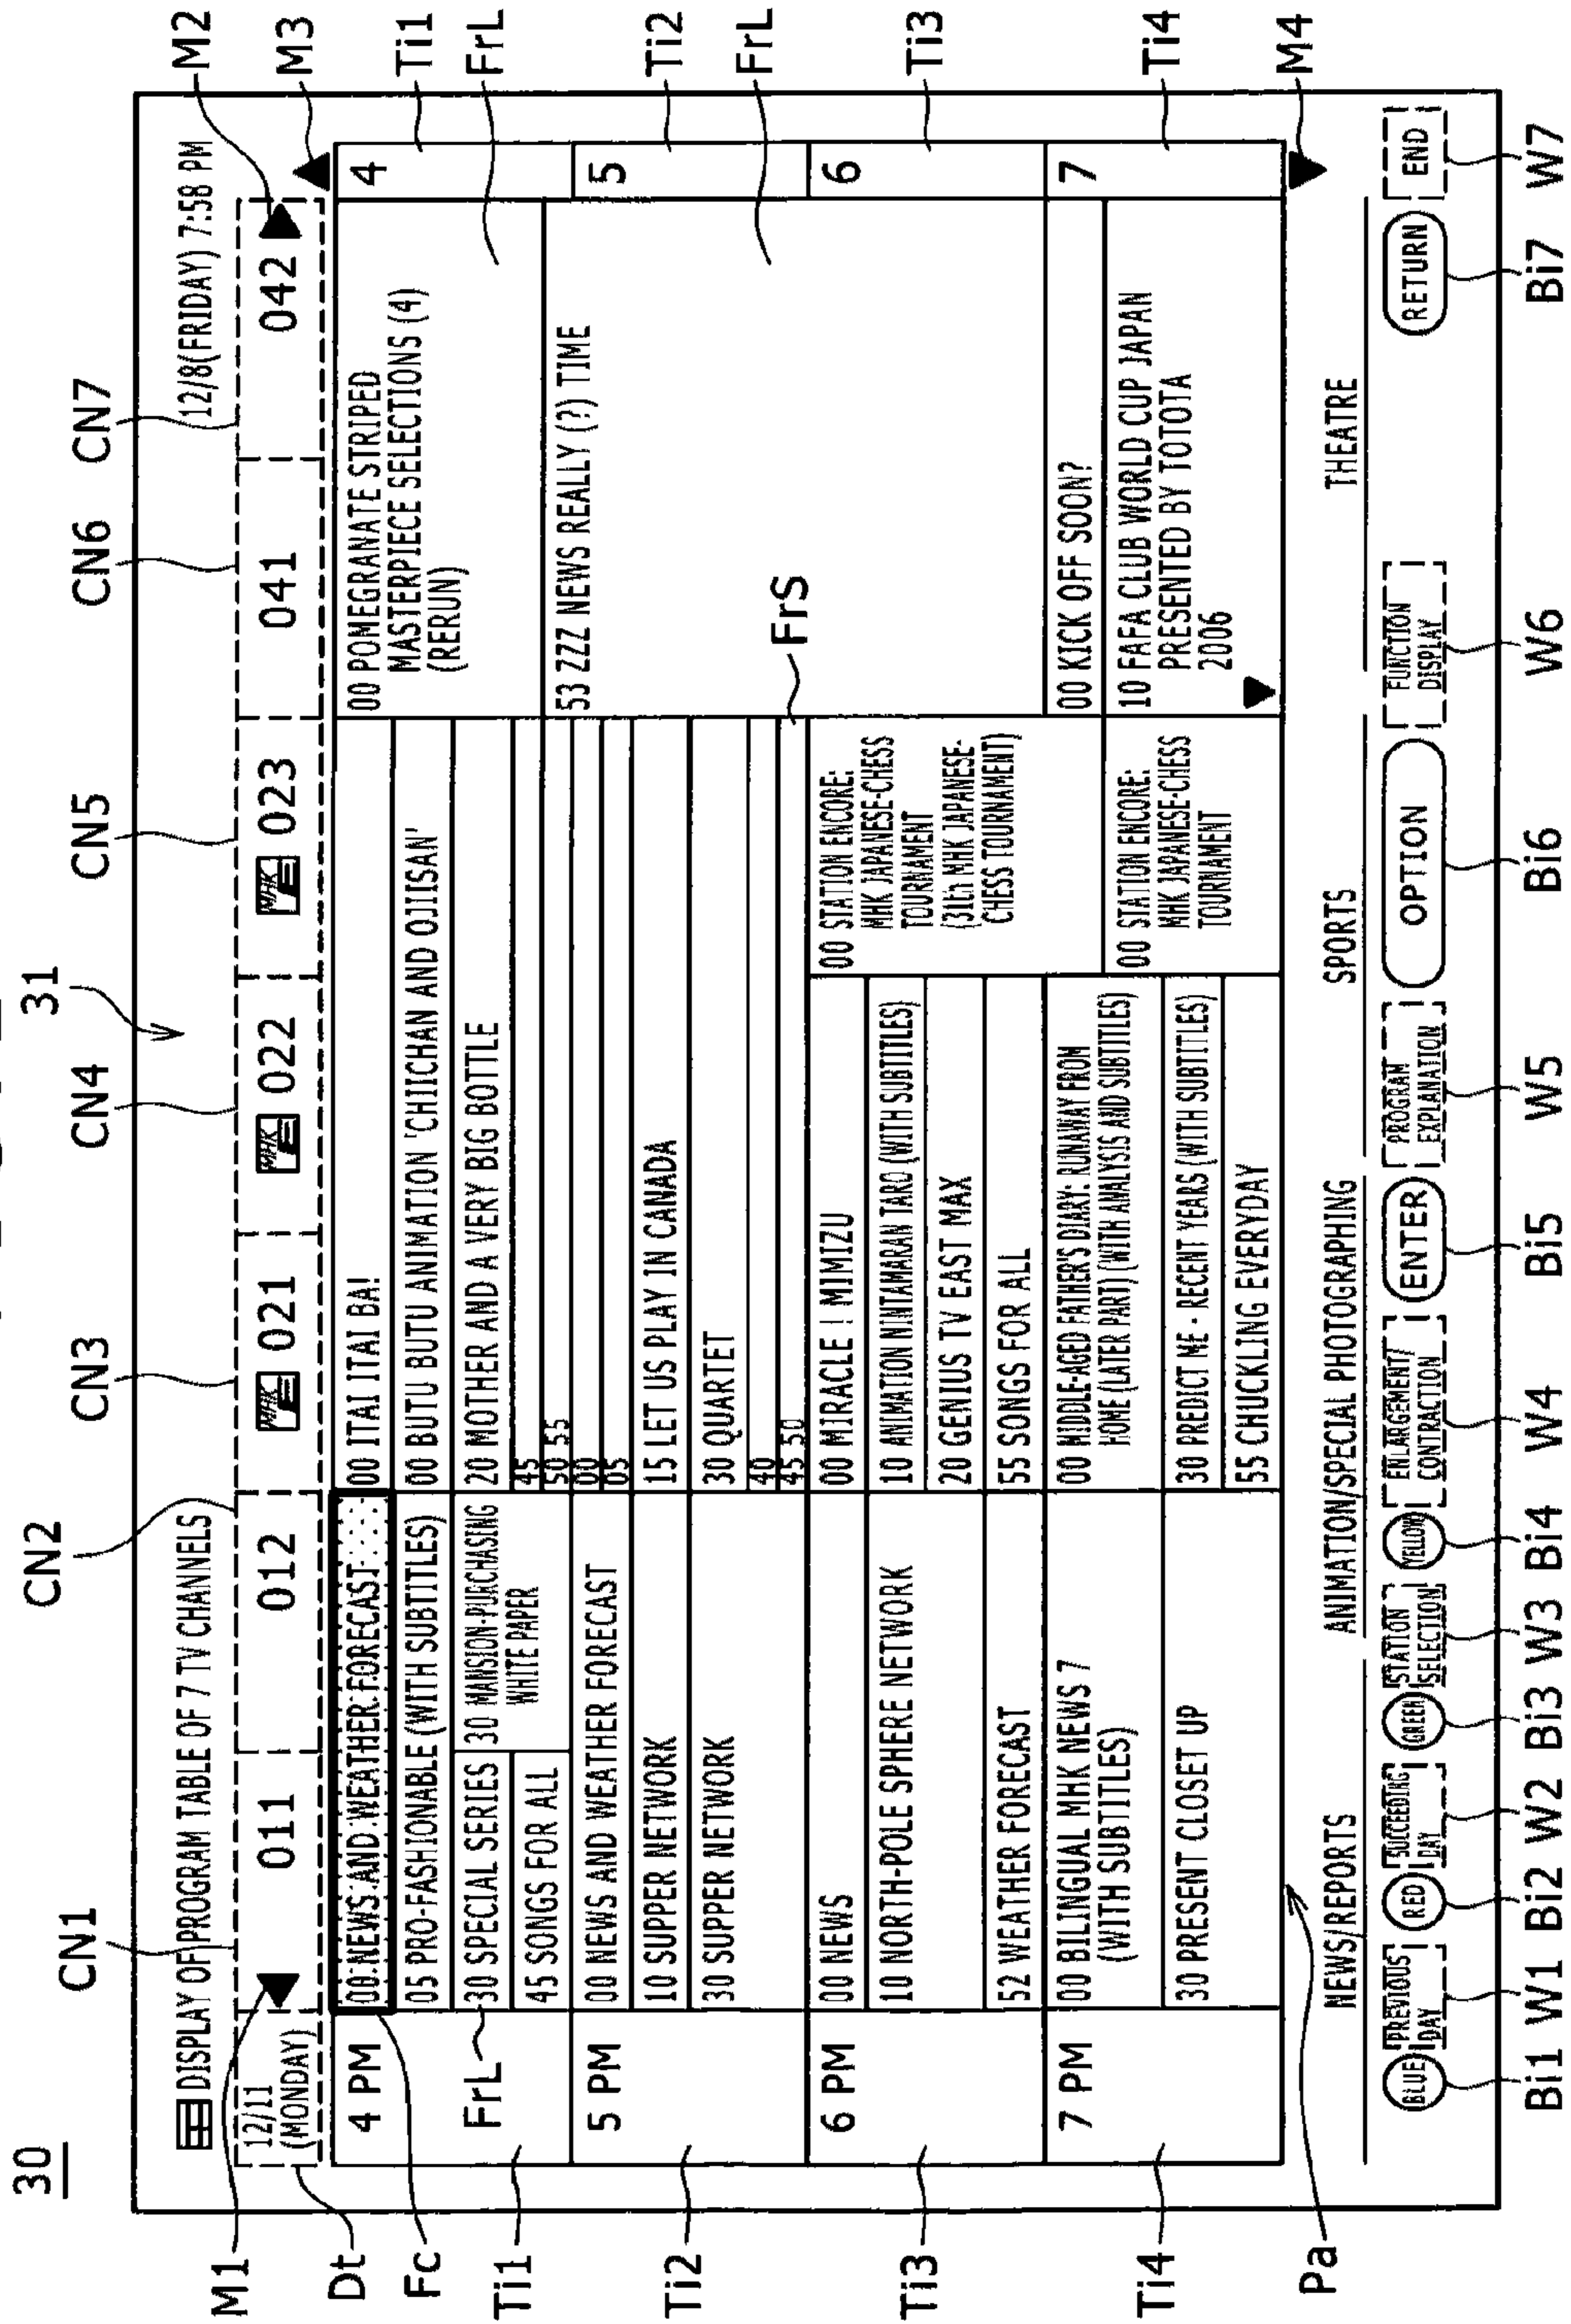 30
31
CN1
CN2
CN3
CN4
CN5
CN6
CN7
M1
M2
M3
DISPLAY OF PROGRAM TABLE OF 7 TV CHANNELS
12/8(FRIDAY) 7:58 PM
12/11
(MONDAY)
011
012
MHK E 021
MHK E 022
MHK E 023
041
042
Dt
Fc
FrL
Ti1
Ti2
Ti3
Ti4
4 PM
00 NEWS AND WEATHER FORECAST
05 PRO-FASHIONABLE (WITH SUBTITLES)
30 SPECIAL SERIES
45 SONGS FOR ALL
30 MANSION-PURCHASING
WHITE PAPER
5 PM
00 NEWS AND WEATHER FORECAST
10 SUPPER NETWORK
30 SUPPER NETWORK
6 PM
00 NEWS
10 NORTH-POLE SPHERE NETWORK
52 WEATHER FORECAST
7 PM
00 BILINGUAL MHK NEWS 7
(WITH SUBTITLES)
30 PRESENT CLOSET UP
00 ITAI ITAI BA!
00 BUTU BUTU ANIMATION 'CHIICHAN AND OJIISAN'
20 MOTHER AND A VERY BIG BOTTLE
45
50 55
00
05
15 LET US PLAY IN CANADA
30 QUARTET
40
45 50
FrS
00 MIRACLE ! MIMIZU
10 ANIMATION NINTAMARAN TARO (WITH SUBTITLES)
20 GENIUS TV EAST MAX
55 SONGS FOR ALL
00 MIDDLE-AGED FATHER'S DIARY: RUNAWAY FROM
HOME (LATER PART) (WITH ANALYSIS AND SUBTITLES)
30 PREDICT ME - RECENT YEARS (WITH SUBTITLES)
55 CHUCKLING EVERYDAY
00 STATION ENCORE:
MHK JAPANESE-CHESS
TOURNAMENT
(31th MHK JAPANESE-
CHESS TOURNAMENT)
00 STATION ENCORE:
MHK JAPANESE-CHESS
TOURNAMENT
00 POMEGRANATE STRIPED
MASTERPIECE SELECTIONS (4)
(RERUN)
53 ZZZ NEWS REALLY (?) TIME
00 KICK OFF SOON?
10 FAFA CLUB WORLD CUP JAPAN
PRESENTED BY TOTOTA
2006
4
5
6
7
Ti1
FrL
Ti2
FrL
Ti3
Ti4
M4
Pa
NEWS/REPORTS
ANIMATION/SPECIAL PHOTOGRAPHING
SPORTS
THEATRE
BLUE
PREVIOUS
DAY
RED
SUCCEEDING
DAY
GREEN
STATION
SELECTION
YELLOW
ENLARGEMENT/
CONTRACTION
ENTER
PROGRAM
EXPLANATION
OPTION
FUNCTION
DISPLAY
RETURN
END
Bi1 W1 Bi2 W2 Bi3 W3 Bi4 W4 Bi5 W5 Bi6 W6 Bi7 W7